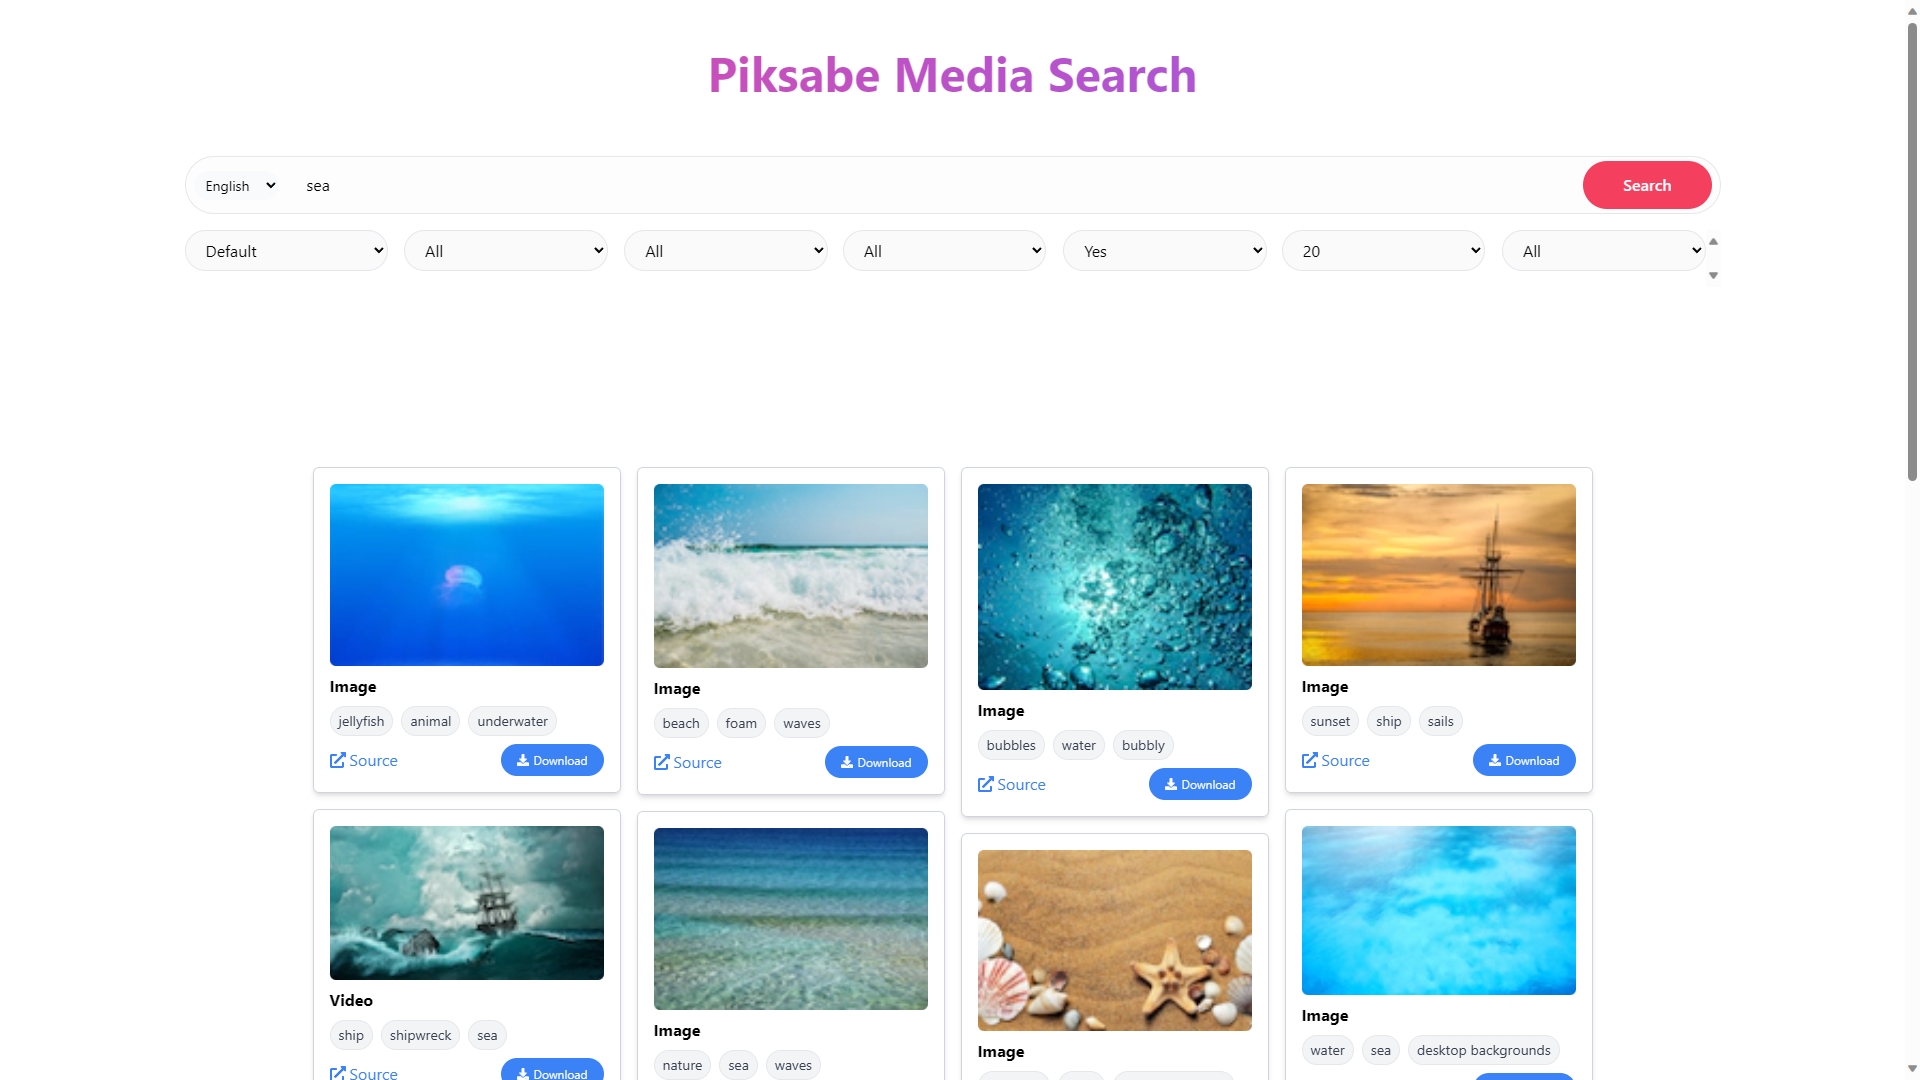 Piksabe Media Search
English
sea
Search
Default
All
All
All
Yes
20
All
Image
jellyfish animal underwater
Source
Download
Image
beach foam waves
Source
Download
Image
bubbles water bubbly
Source
Download
Image
sunset ship sails
Source
Download
Video
ship shipwreck sea
Source
Download
Image
nature sea waves
Image
Image
water sea desktop backgrounds